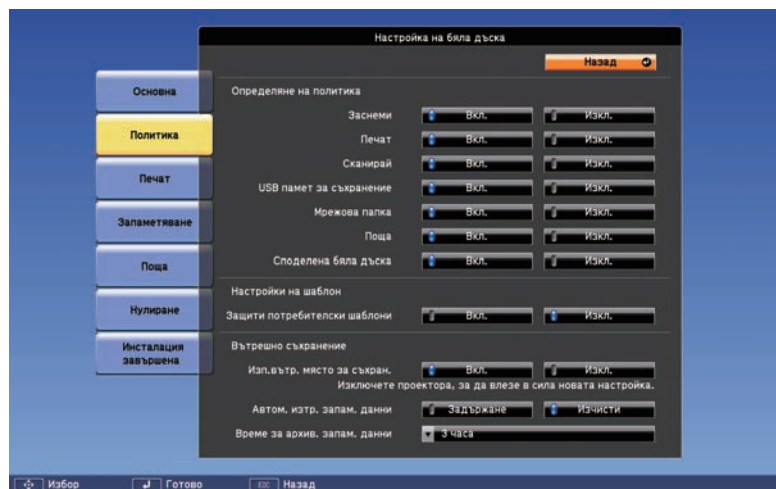 Настройка на бяла дъска
Назад
Основна
Политика
Печат
Запаметяване
Поща
Нулиране
Инсталация
завършена
Определяне на политика
Заснеми Вкл. Изкл.
Печат Вкл. Изкл.
Сканирай Вкл. Изкл.
USB памет за съхранение Вкл. Изкл.
Мрежова папка Вкл. Изкл.
Поща Вкл. Изкл.
Споделена бяла дъска Вкл. Изкл.
Настройки на шаблон
Защити потребителски шаблони Вкл. Изкл.
Вътрешно съхранение
Изп.вътр. място за съхран. Вкл. Изкл.
Изключете проектора, за да влезе в сила новата настройка.
Автом. изтр. запам. данни Задържане Изчисти
Време за архив. запам. данни 3 часа
Избор Готово Esc Назад